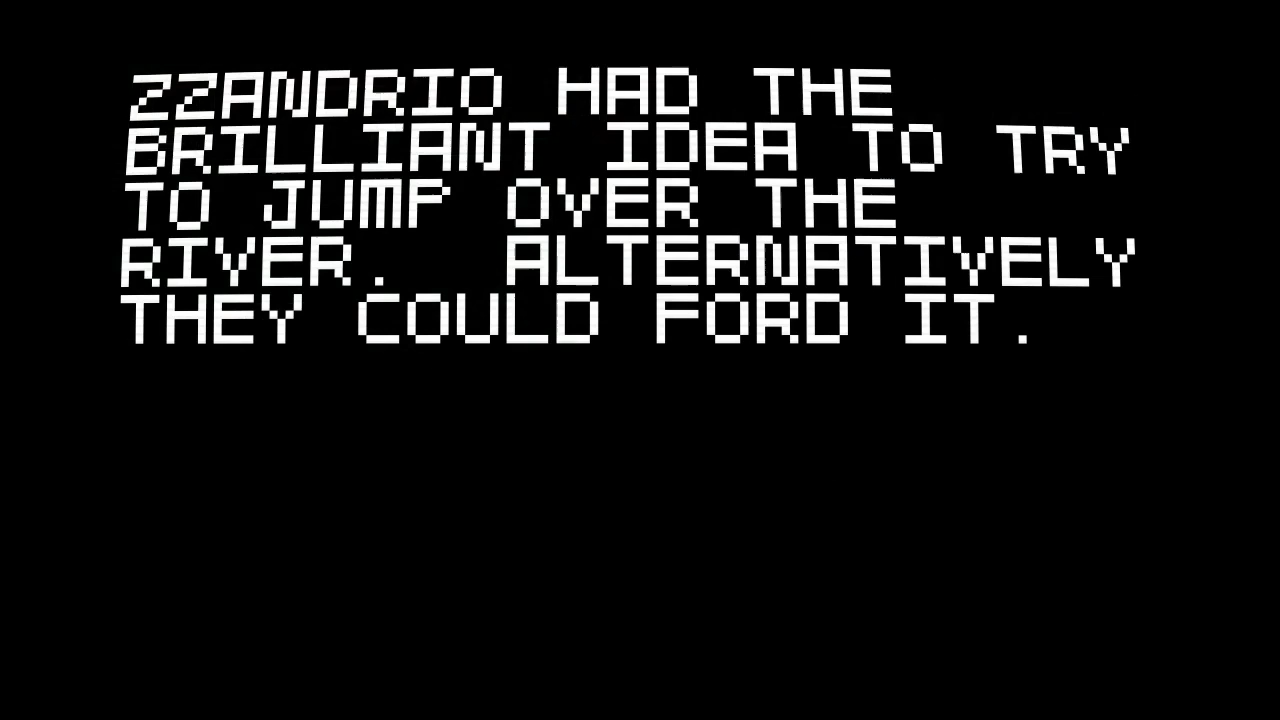 ZZANDRIO HAD THE
BRILLIANT IDEA TO TRY
TO JUMP OVER THE
RIVER. ALTERNATIVELY
THEY COULD FORD IT.